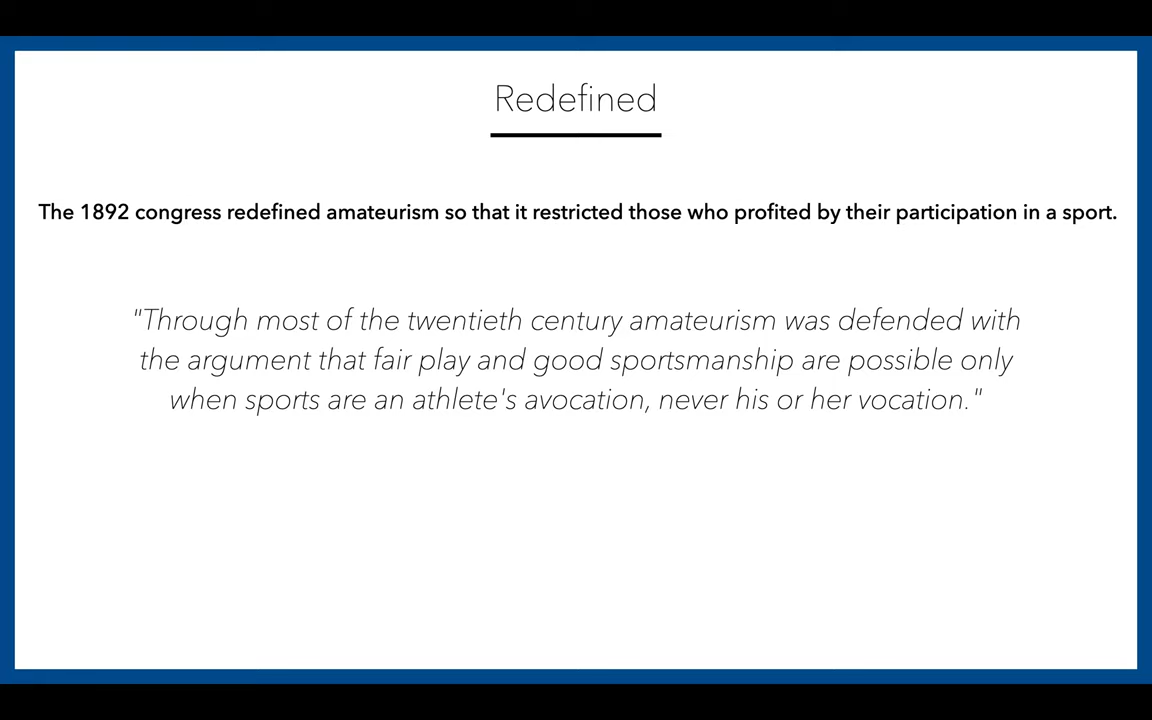 Redefined
The 1892 congress redefined amateurism so that it restricted those who profited by their participation in a sport.
"Through most of the twentieth century amateurism was defended with
the argument that fair play and good sportsmanship are possible only
when sports are an athlete's avocation, never his or her vocation."